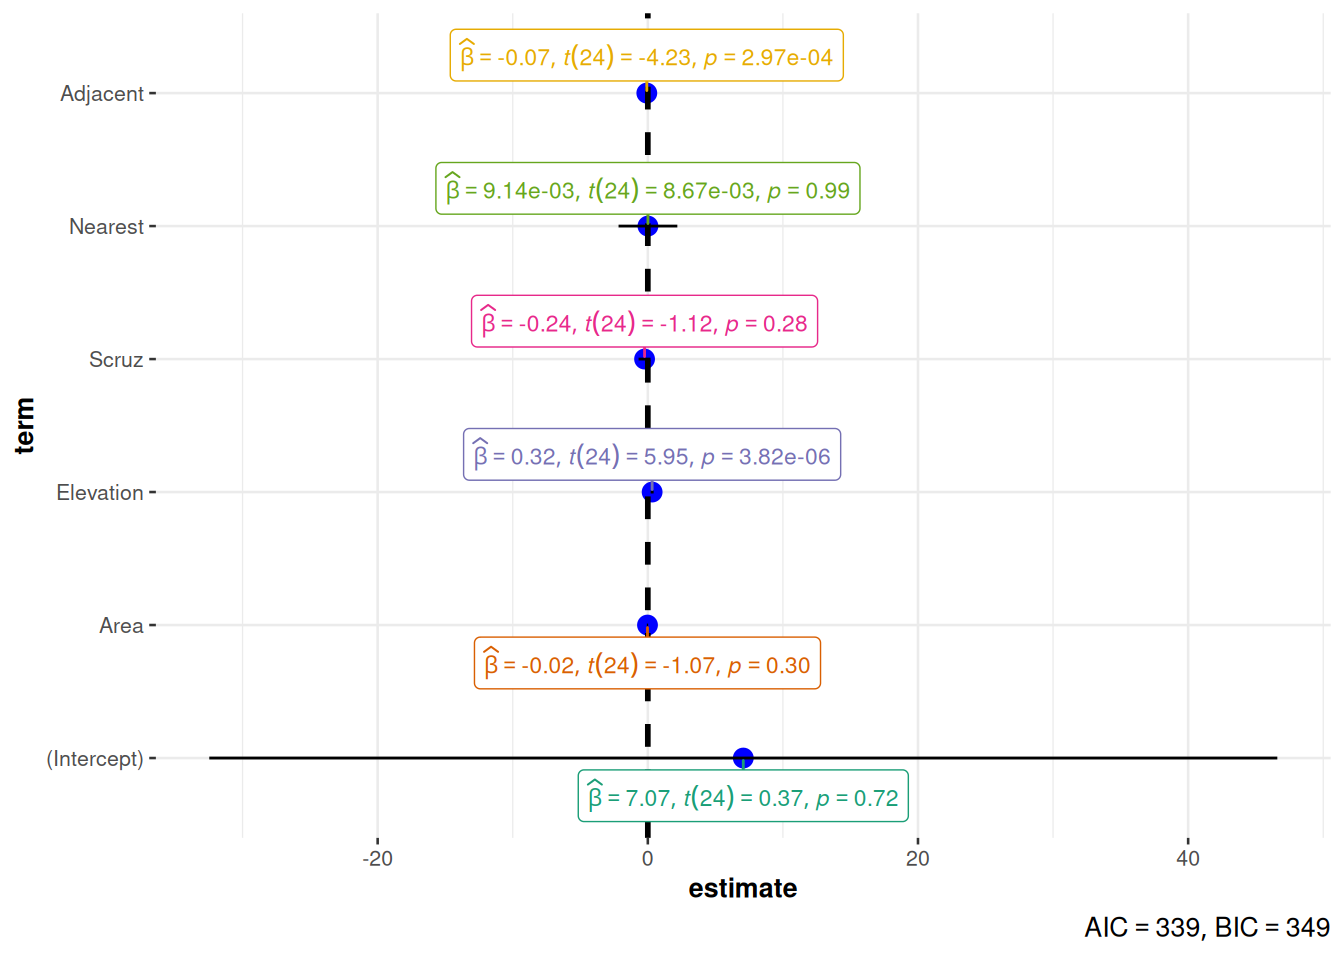 β̂ = -0.07, t(24) = -4.23, p = 2.97e-04
Adjacent
β̂ = 9.14e-03, t(24) = 8.67e-03, p = 0.99
Nearest
β̂ = -0.24, t(24) = -1.12, p = 0.28
Scruz
term
β̂ = 0.32, t(24) = 5.95, p = 3.82e-06
Elevation
Area
β̂ = -0.02, t(24) = -1.07, p = 0.30
(Intercept)
β̂ = 7.07, t(24) = 0.37, p = 0.72
-20 0 20 40
estimate
AIC = 339, BIC = 349